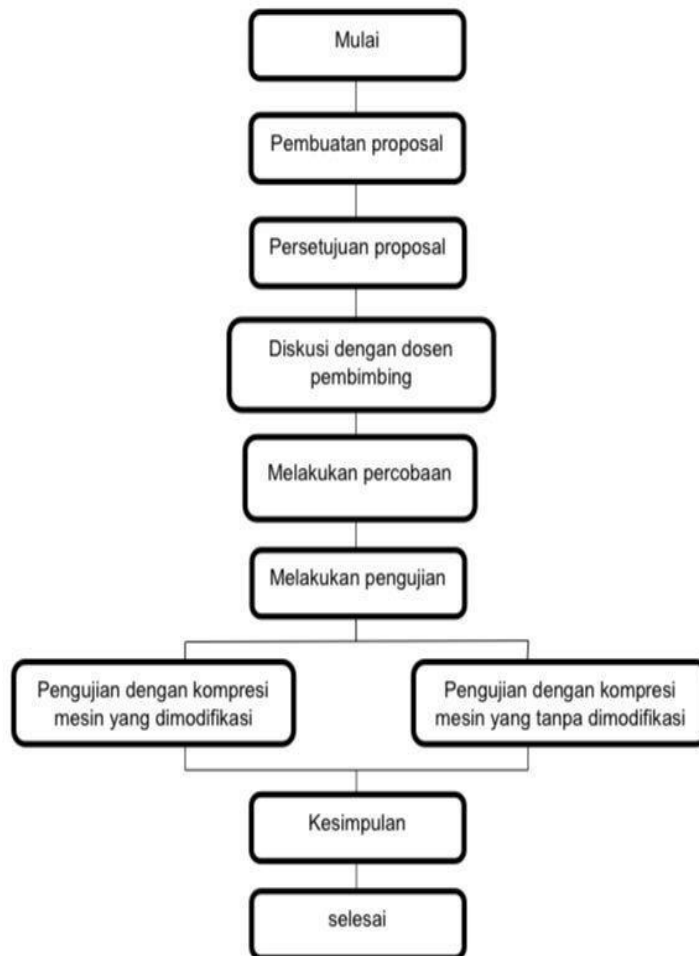 Mulai
Pembuatan proposal
Persetujuan proposal
Diskusi dengan dosen
pembimbing
Melakukan percobaan
Melakukan pengujian
Pengujian dengan kompresi
mesin yang dimodifikasi
Pengujian dengan kompresi
mesin yang tanpa dimodifikasi
Kesimpulan
selesai